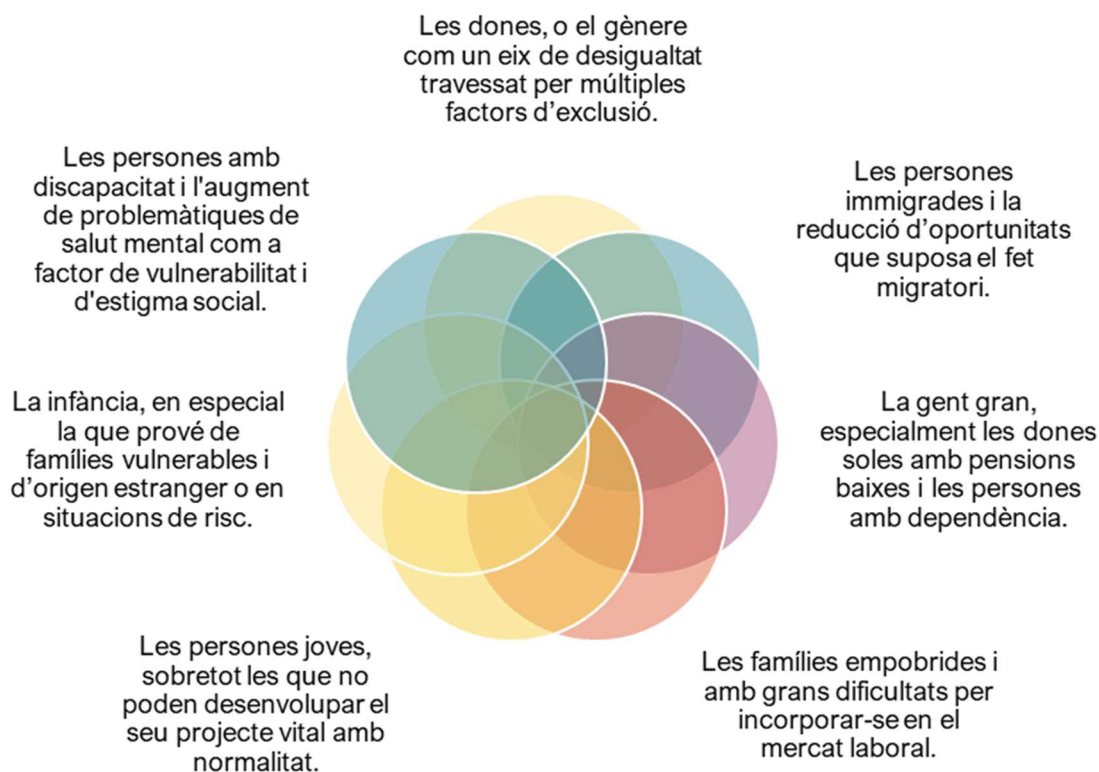 Les dones, o el gènere
com un eix de desigualtat
travessat per múltiples
factors d'exclusió.
Les persones amb
discapacitat i l'augment
de problemàtiques de
salut mental com a
factor de vulnerabilitat i
d'estigma social.
Les persones
immigrades i la
reducció d'oportunitats
que suposa el fet
migratori.
La infància, en especial
la que prové de
famílies vulnerables i
d'origen estranger o en
situacions de risc.
La gent gran,
especialment les dones
soles amb pensions
baixes i les persones
amb dependència.
Les persones joves,
sobretot les que no
poden desenvolupar el
seu projecte vital amb
normalitat.
Les famílies empobrides i
amb grans dificultats per
incorporar-se en el
mercat laboral.